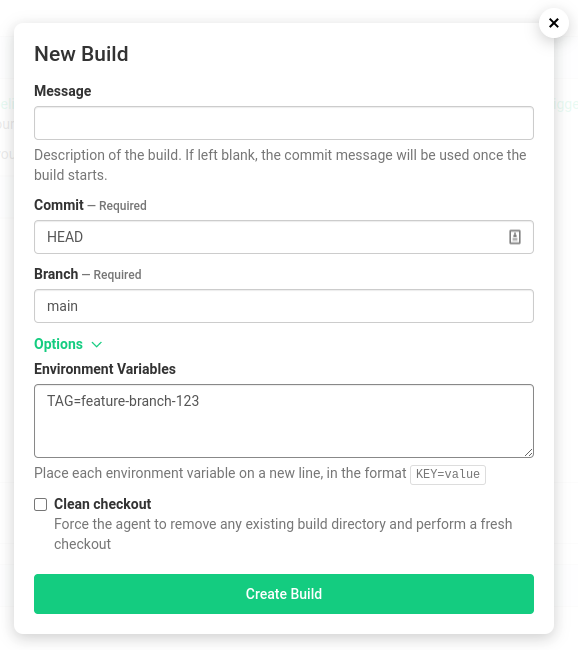 New Build
Message
Description of the build. If left blank, the commit message will be used once the
build starts.
Commit — Required
HEAD
Branch — Required
main
Options
Environment Variables
TAG=feature-branch-123
Place each environment variable on a new line, in the format KEY=value
Clean checkout
Force the agent to remove any existing build directory and perform a fresh
checkout
Create Build